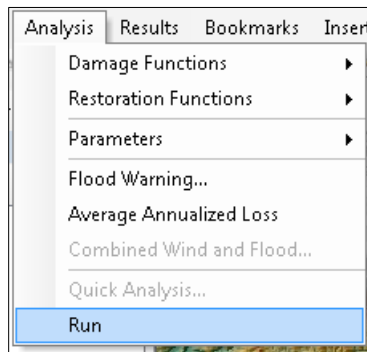 Analysis Results Bookmarks Insert
Damage Functions
Restoration Functions
Parameters
Flood Warning...
Average Annualized Loss
Combined Wind and Flood...
Quick Analysis...
Run